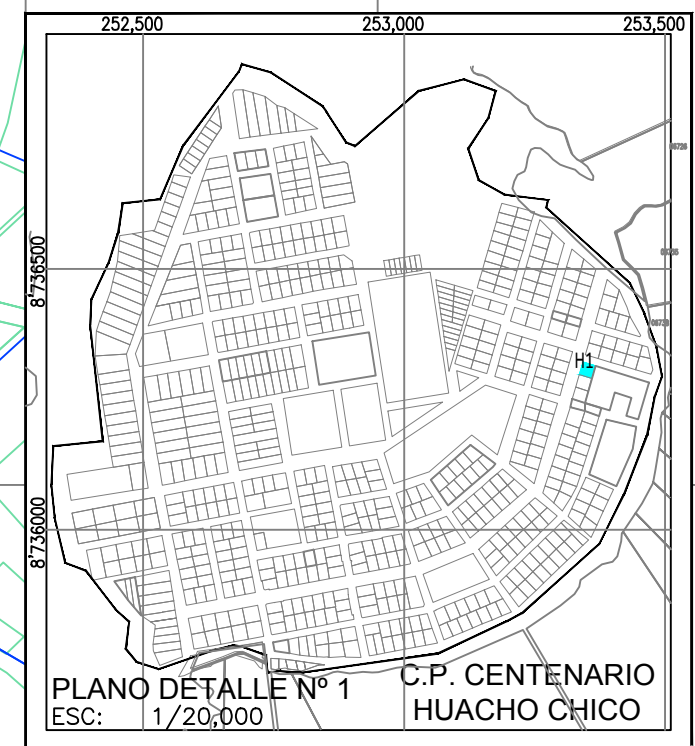 252,500 253,000 253,500
8'736500
H1
8'736000
PLANO DETALLE Nº 1
ESC: 1/20,000
C.P. CENTENARIO
HUACHO CHICO